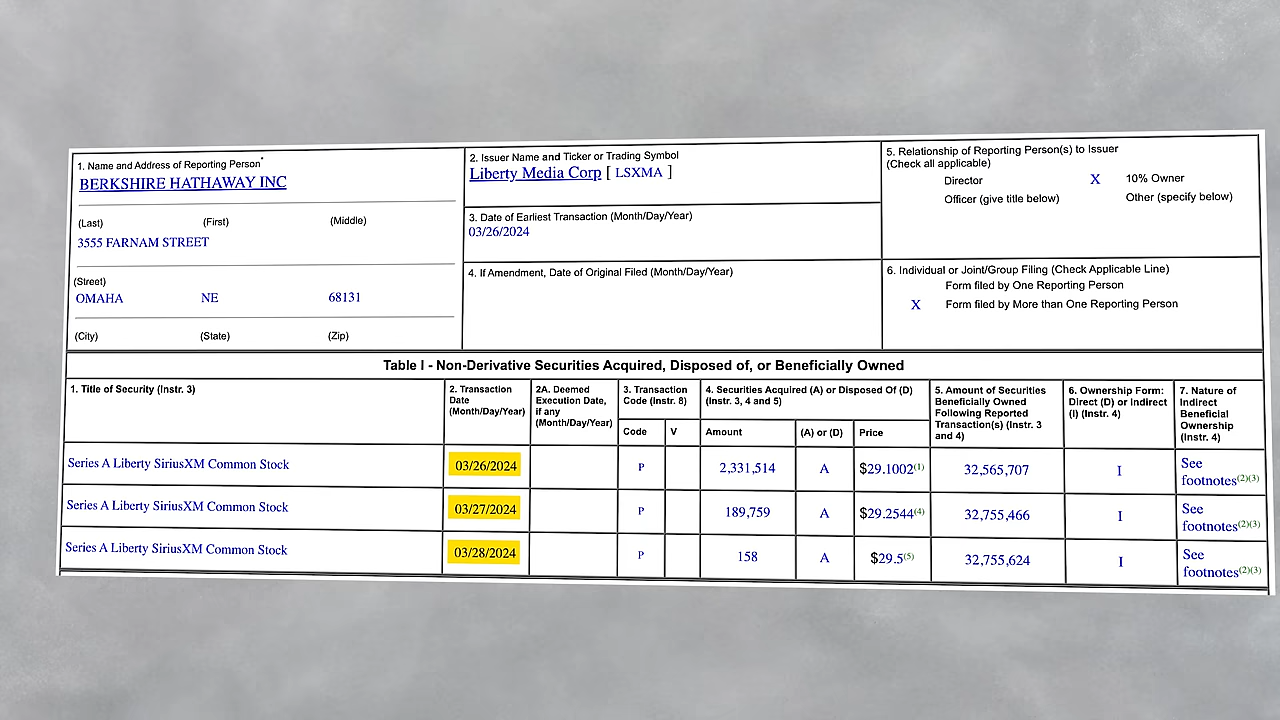 1. Name and Address of Reporting Person*
BERKSHIRE HATHAWAY INC
(Last) (First) (Middle)
3555 FARNAM STREET
(Street)
OMAHA NE 68131
(City) (State) (Zip)
2. Issuer Name and Ticker or Trading Symbol
Liberty Media Corp [ LSXMA ]
3. Date of Earliest Transaction (Month/Day/Year)
03/26/2024
4. If Amendment, Date of Original Filed (Month/Day/Year)
5. Relationship of Reporting Person(s) to Issuer
(Check all applicable)
Director X 10% Owner
Officer (give title below) Other (specify below)
6. Individual or Joint/Group Filing (Check Applicable Line)
Form filed by One Reporting Person
X Form filed by More than One Reporting Person
Table I - Non-Derivative Securities Acquired, Disposed of, or Beneficially Owned
1. Title of Security (Instr. 3)
2. Transaction
Date
(Month/Day/Year)
2A. Deemed
Execution Date,
if any
(Month/Day/Year)
3. Transaction
Code (Instr. 8)
4. Securities Acquired (A) or Disposed Of (D)
(Instr. 3, 4 and 5)
5. Amount of Securities
Beneficially Owned
Following Reported
Transaction(s) (Instr. 3
and 4)
6. Ownership Form:
Direct (D) or Indirect
(I) (Instr. 4)
7. Nature of
Indirect
Beneficial
Ownership
(Instr. 4)
Code V Amount (A) or (D) Price
Series A Liberty SiriusXM Common Stock 03/26/2024 P 2,331,514 A $29.1002(1) 32,565,707 I See
footnotes(2)(3)
Series A Liberty SiriusXM Common Stock 03/27/2024 P 189,759 A $29.2544(4) 32,755,466 I See
footnotes(2)(3)
Series A Liberty SiriusXM Common Stock 03/28/2024 P 158 A $29.5(5) 32,755,624 I See
footnotes(2)(3)